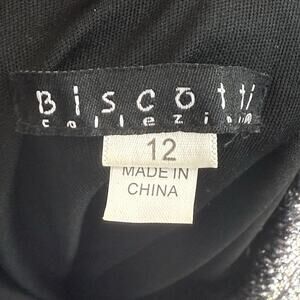 Biscotti
collezioni
12
MADE IN
CHINA